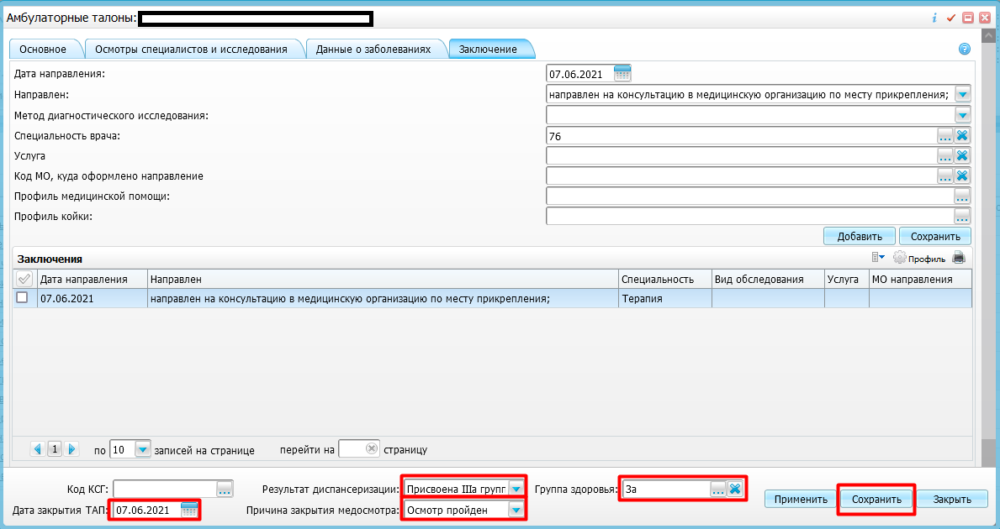 Амбулаторные талоны:
Основное Осмотры специалистов и исследования Данные о заболеваниях Заключение
Дата направления: 07.06.2021
Направлен: направлен на консультацию в медицинскую организацию по месту прикрепления;
Метод диагностического исследования:
Специальность врача: 76 ...
Услуга ...
Код МО, куда оформлено направление ...
Профиль медицинской помощи: ...
Профиль койки: ...
Добавить Сохранить
Заключения Профиль
Дата направления Направлен Специальность Вид обследования Услуга МО направления
07.06.2021 направлен на консультацию в медицинскую организацию по месту прикрепления; Терапия
1 по 10 записей на странице перейти на страницу
Код КСГ: ... Результат диспансеризации: Присвоена IIIа групп Группа здоровья: 3а ...
Дата закрытия ТАП: 07.06.2021 Причина закрытия медосмотра: Осмотр пройден
Применить Сохранить Закрыть